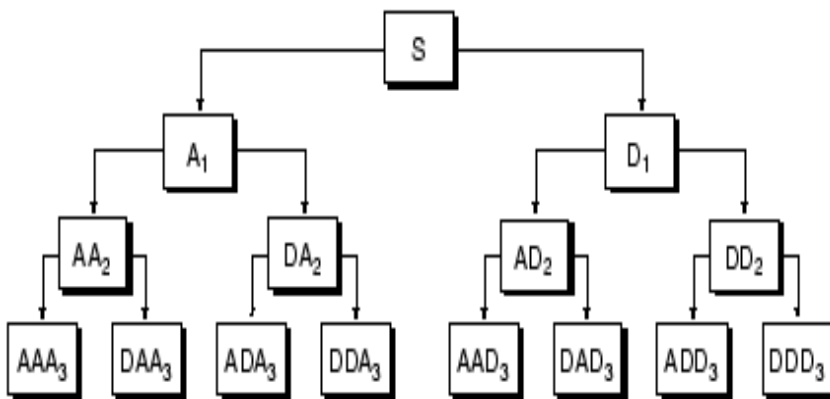 S
A₁ D₁
AA₂ DA₂ AD₂ DD₂
AAA₃ DAA₃ ADA₃ DDA₃ AAD₃ DAD₃ ADD₃ DDD₃